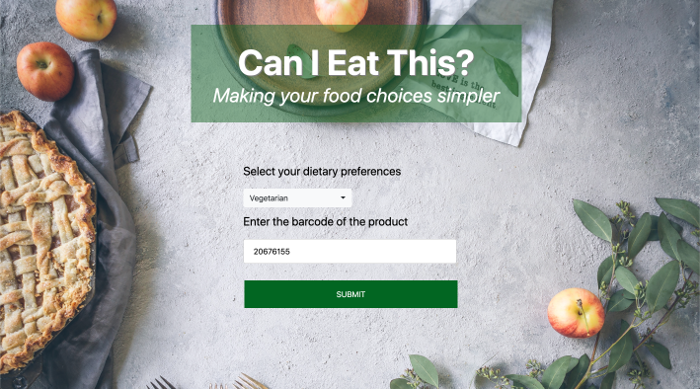 Can I Eat This?
Making your food choices simpler
Select your dietary preferences
Vegetarian
Enter the barcode of the product
20676155
SUBMIT